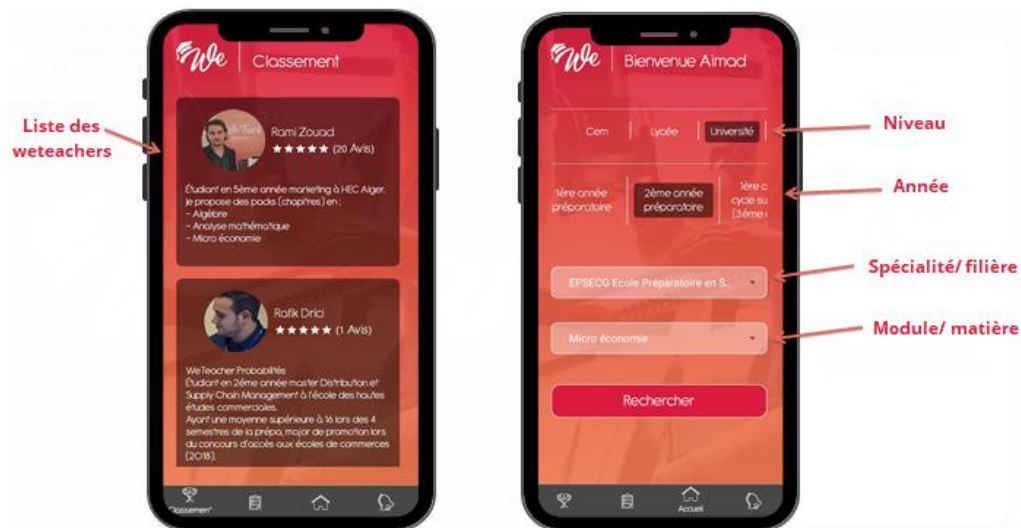 Liste des
weteachers
We
Classement
Rami Zouad
★★★★★ (20 Avis)
Étudiant en 5ème année marketing à HEC Alger.
je propose des packs (chapitres) en :
- Algèbre
- Analyse mathématique
- Micro économie
Rafik Drici
★★★★★ (1 Avis)
WeTeacher Probabilités
Étudiant en 2ème année master Distribution et
Supply Chain Management à l'école des hautes
études commerciales.
Ayant une moyenne supérieure à 16 lors des 4
semestres de la prépa, major de promotion lors
du concours d'accès aux écoles de commerces
(2018).
Classement
We
Bienvenue Aimad
Cem
Lycée
Université
1ère année
préparatoire
2ème année
préparatoire
1ère c
cycle su
(3ème
EPSECG Ecole Préparatoire en S..
Micro économie
Rechercher
Accueil
Niveau
Année
Spécialité/ filière
Module/ matière